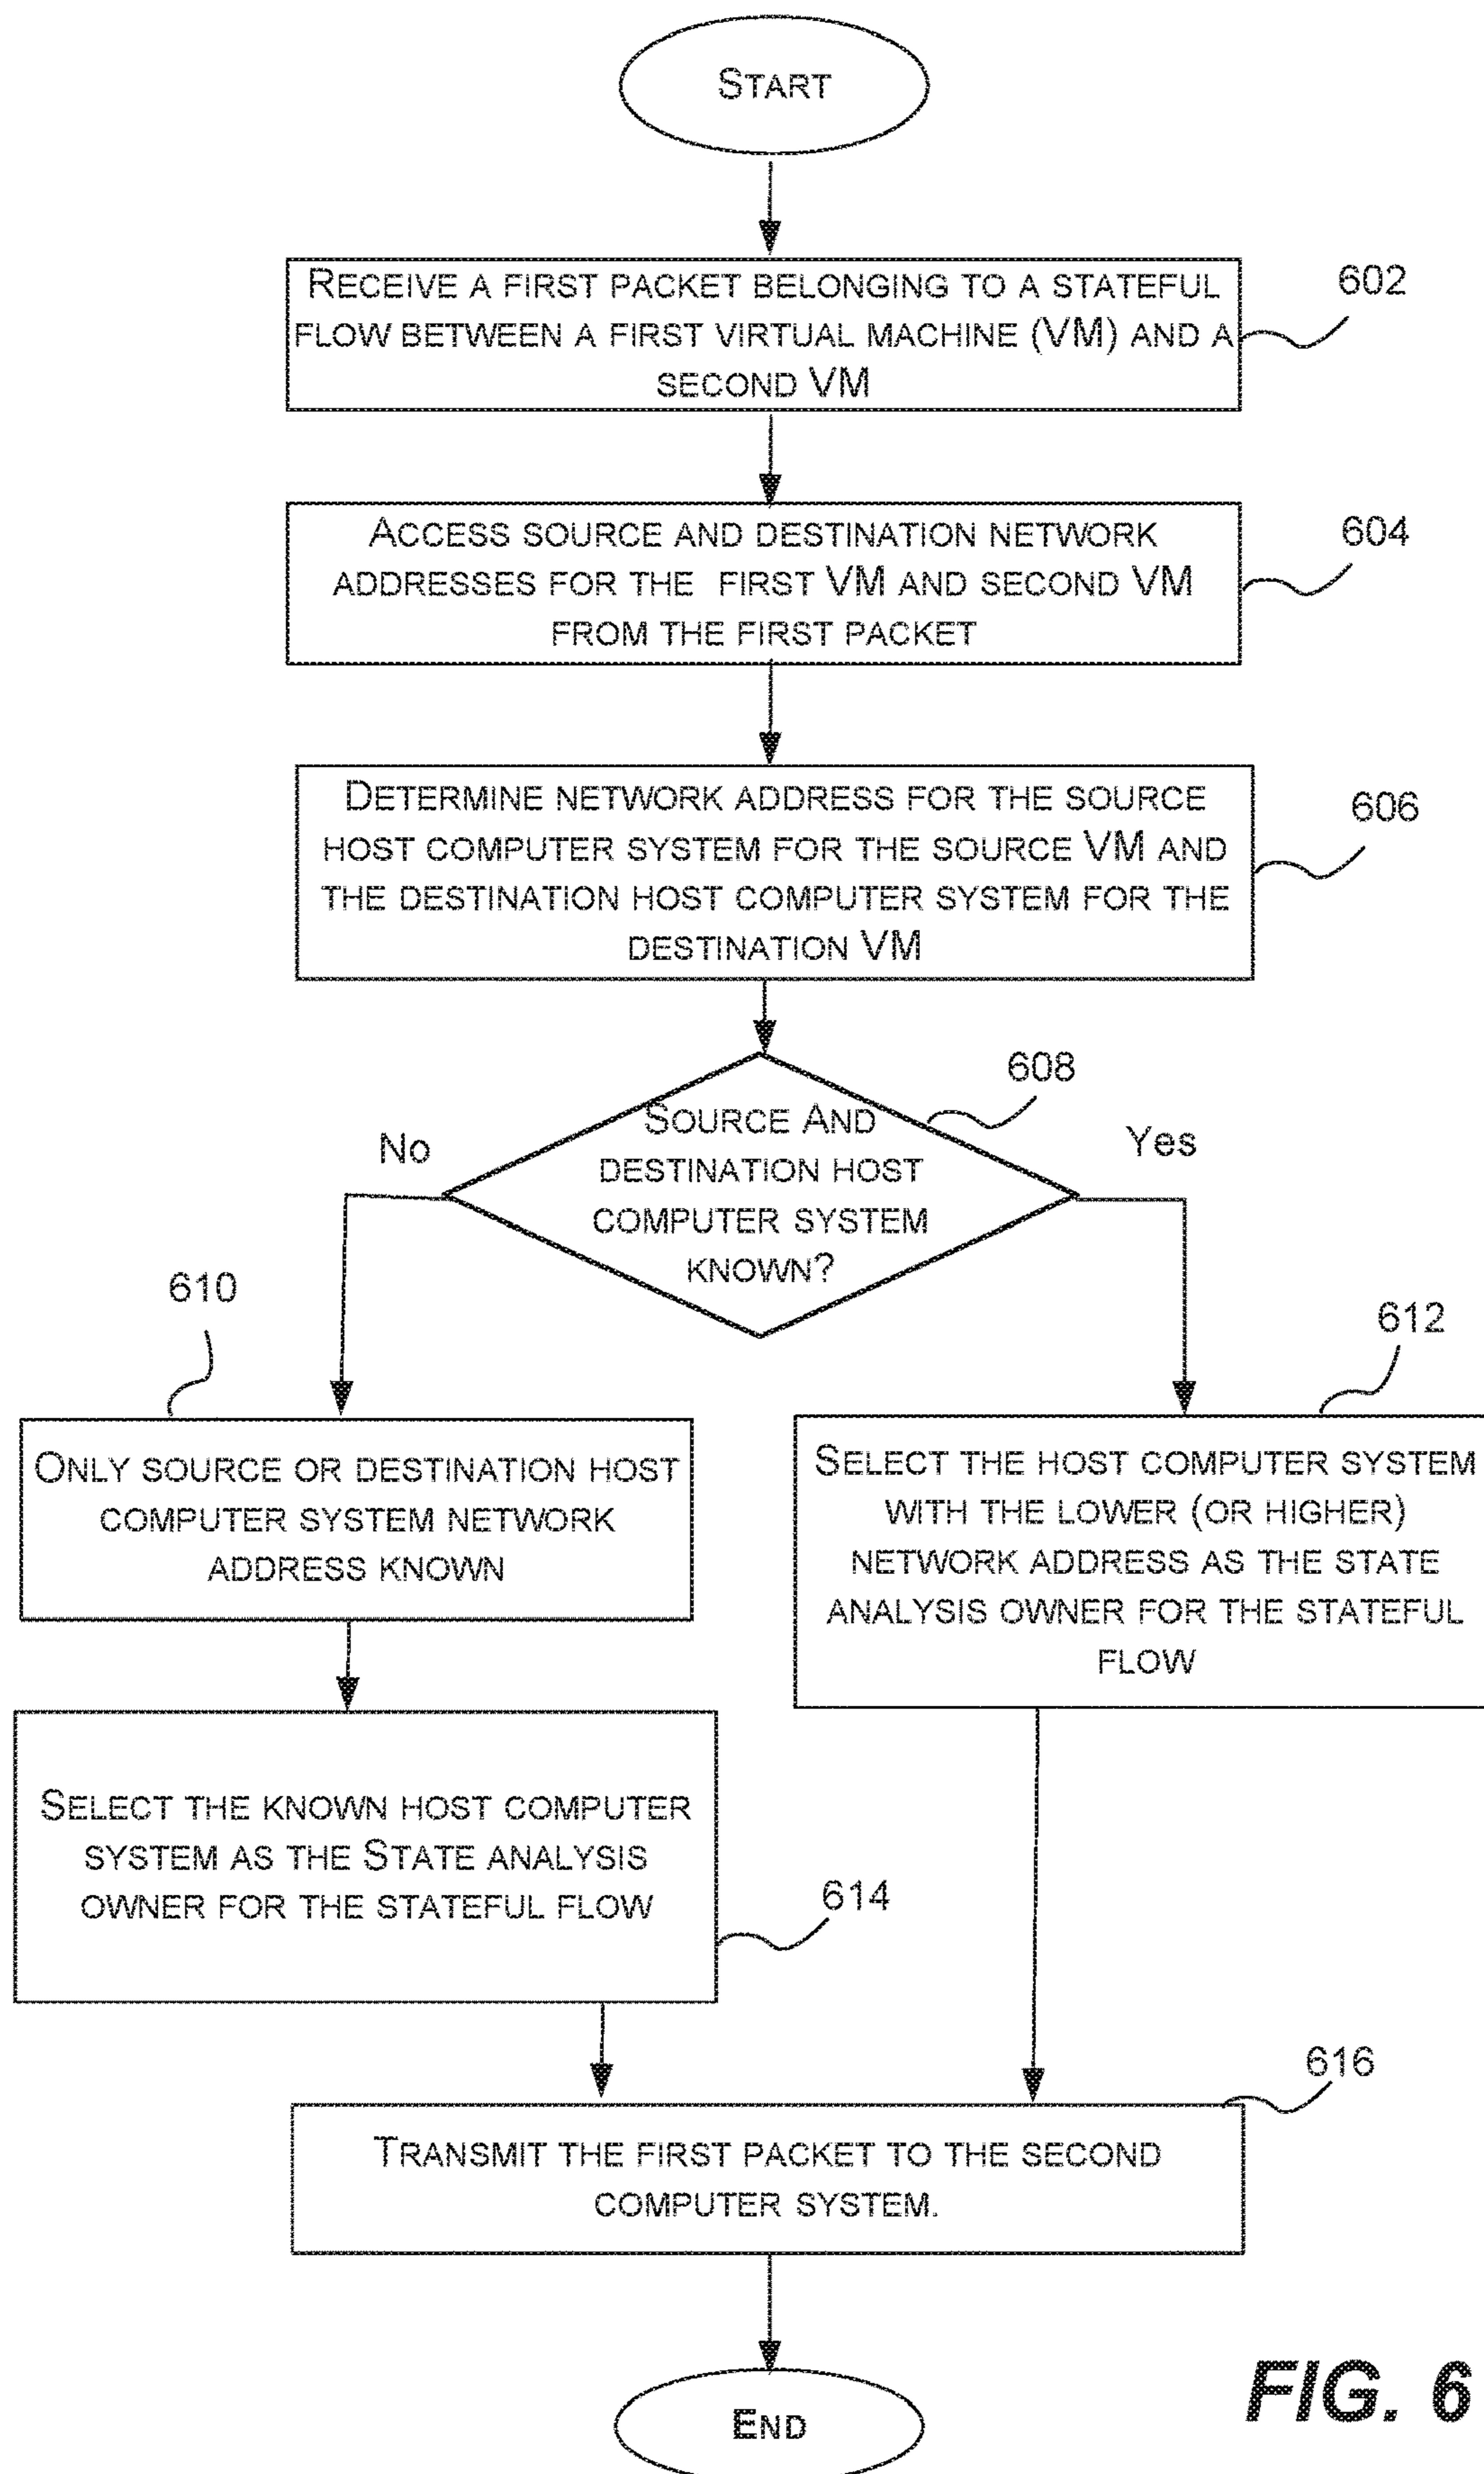 START
RECEIVE A FIRST PACKET BELONGING TO A STATEFUL
FLOW BETWEEN A FIRST VIRTUAL MACHINE (VM) AND A
SECOND VM
602
ACCESS SOURCE AND DESTINATION NETWORK
ADDRESSES FOR THE FIRST VM AND SECOND VM
FROM THE FIRST PACKET
604
DETERMINE NETWORK ADDRESS FOR THE SOURCE
HOST COMPUTER SYSTEM FOR THE SOURCE VM AND
THE DESTINATION HOST COMPUTER SYSTEM FOR THE
DESTINATION VM
606
608
SOURCE AND
DESTINATION HOST
COMPUTER SYSTEM
KNOWN?
No
Yes
610
ONLY SOURCE OR DESTINATION HOST
COMPUTER SYSTEM NETWORK
ADDRESS KNOWN
612
SELECT THE HOST COMPUTER SYSTEM
WITH THE LOWER (OR HIGHER)
NETWORK ADDRESS AS THE STATE
ANALYSIS OWNER FOR THE STATEFUL
FLOW
SELECT THE KNOWN HOST COMPUTER
SYSTEM AS THE STATE ANALYSIS
OWNER FOR THE STATEFUL FLOW
614
616
TRANSMIT THE FIRST PACKET TO THE SECOND
COMPUTER SYSTEM.
END
FIG. 6